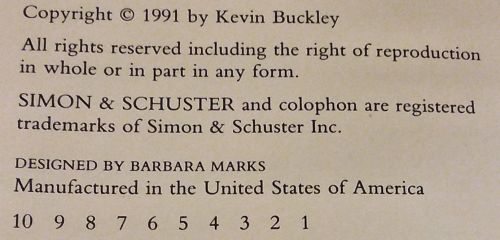 Copyright © 1991 by Kevin Buckley
All rights reserved including the right of reproduction
in whole or in part in any form.
SIMON & SCHUSTER and colophon are registered
trademarks of Simon & Schuster Inc.
DESIGNED BY BARBARA MARKS
Manufactured in the United States of America
10 9 8 7 6 5 4 3 2 1